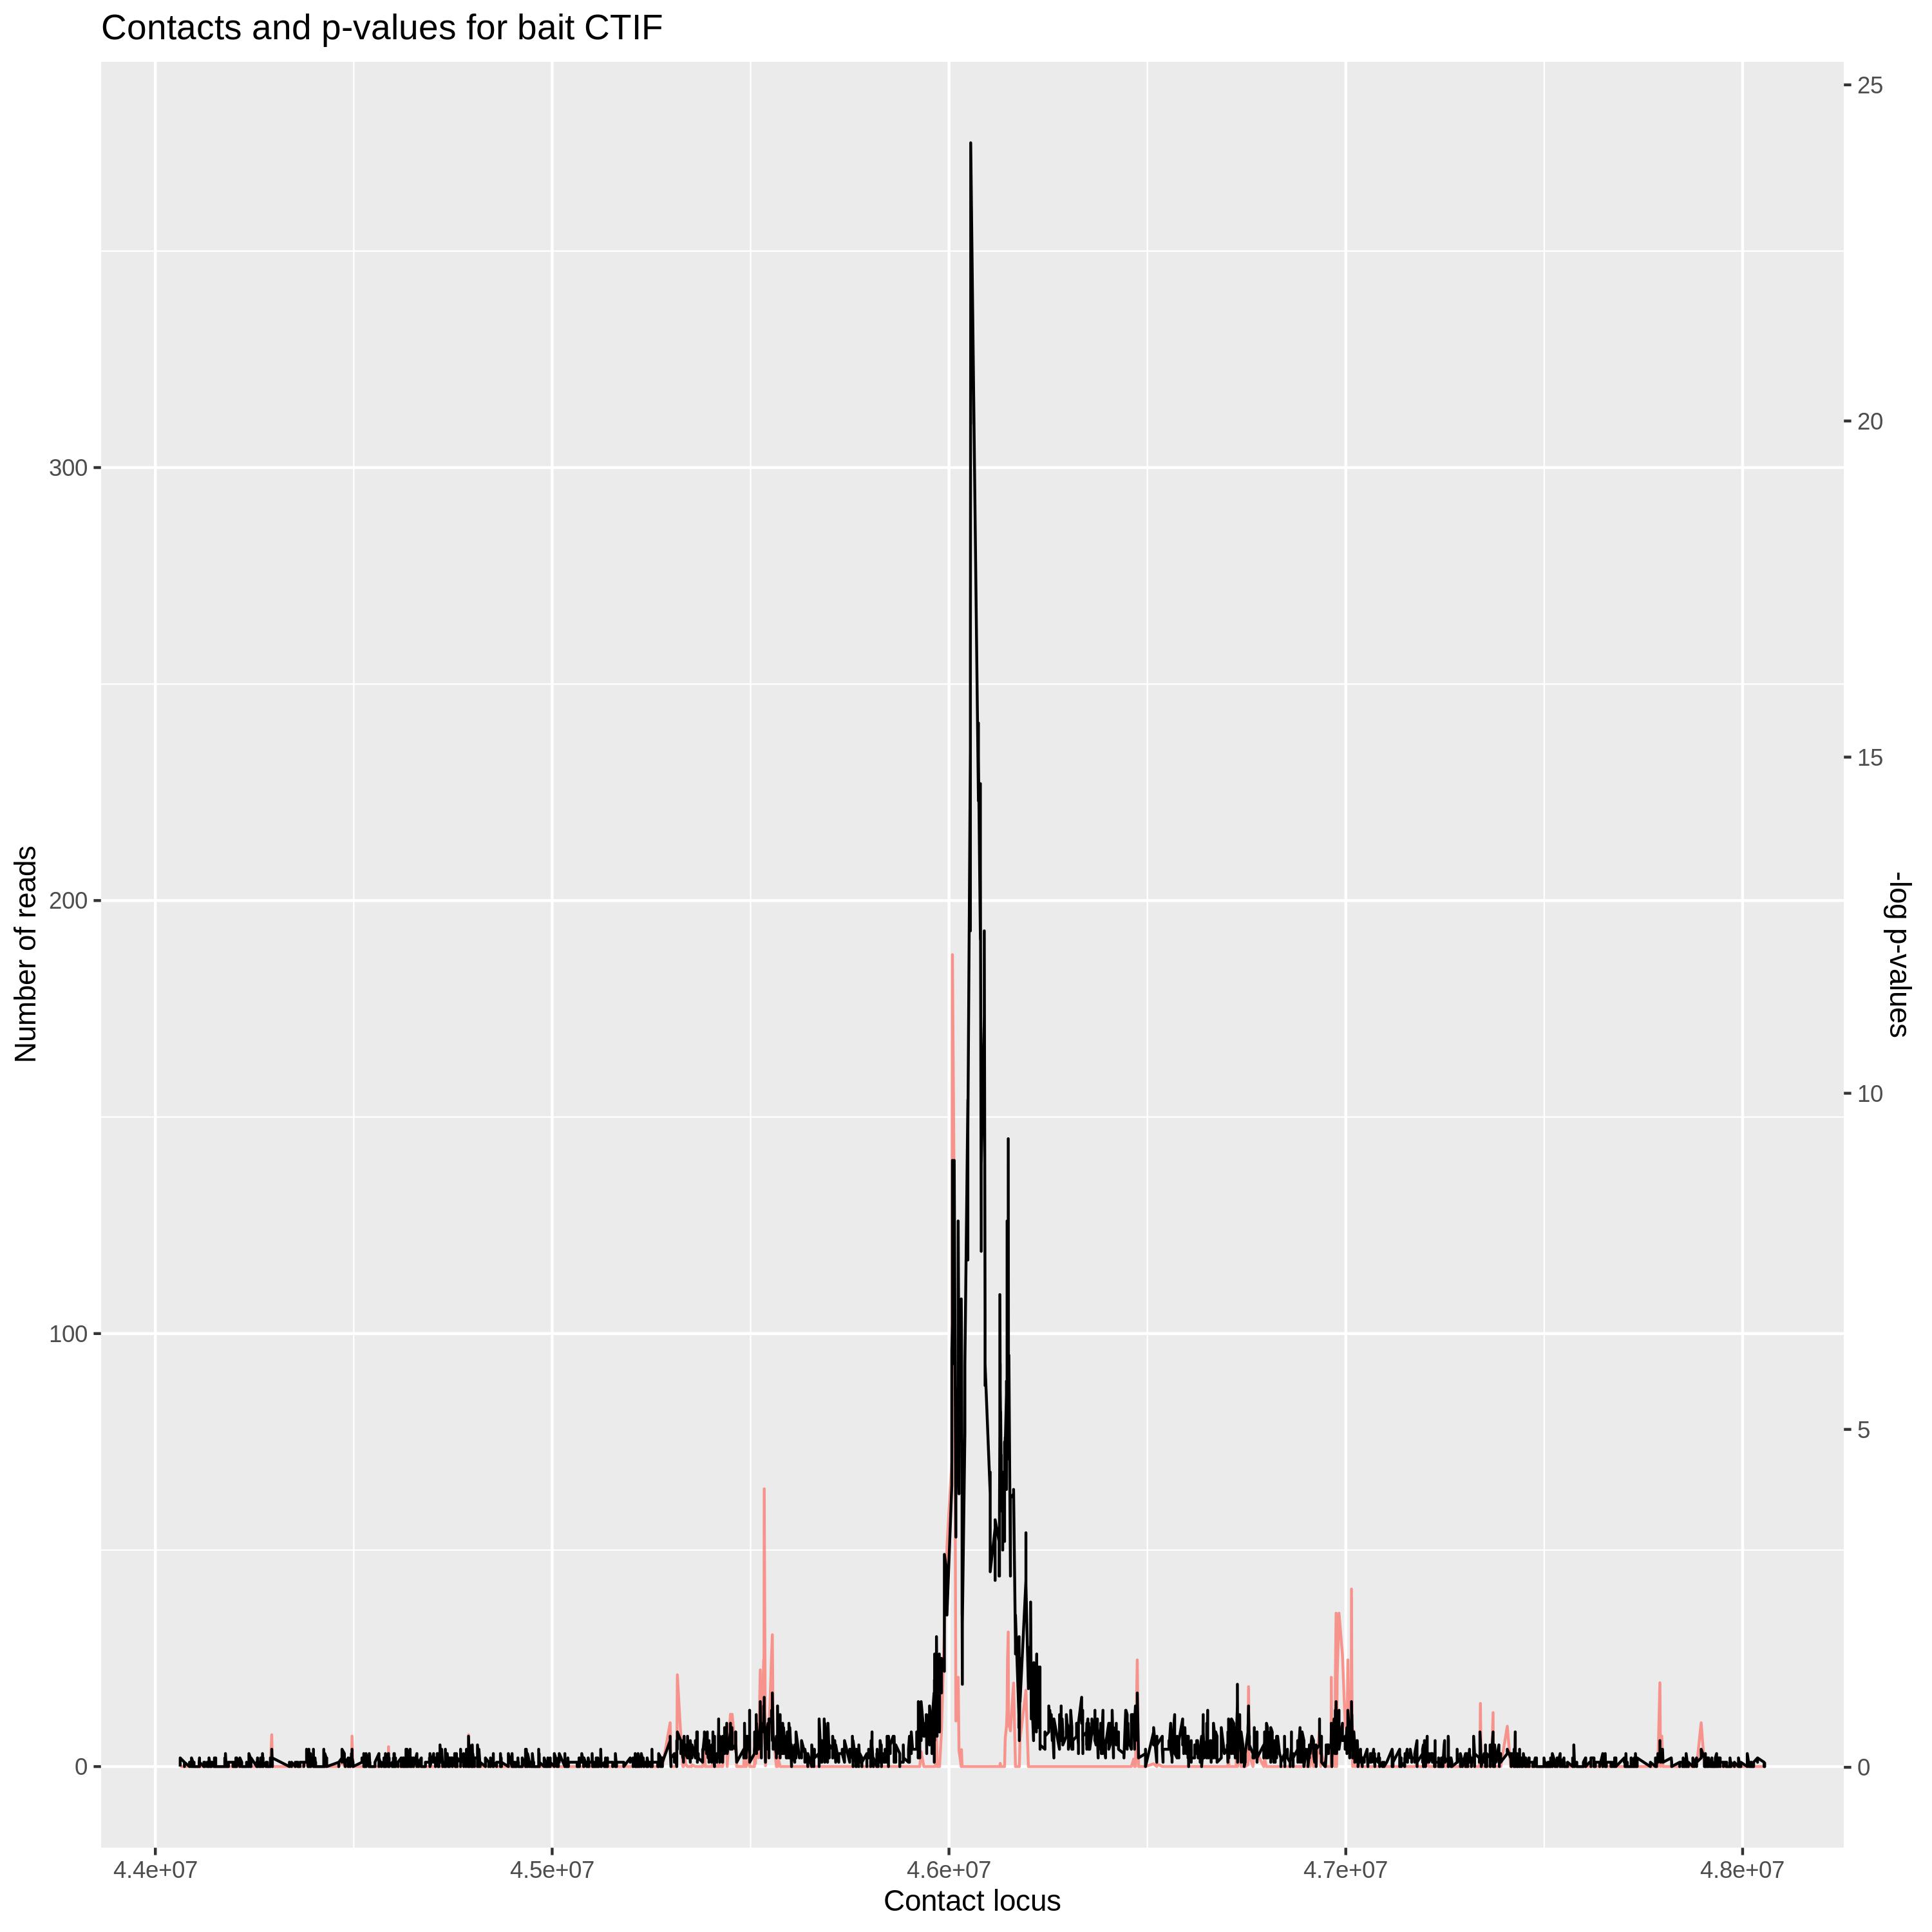 Contacts and p-values for bait CTIF
Number of reads
300
200
100
0
25
20
15
10
5
0
-log p-values
4.4e+07
4.5e+07
4.6e+07
4.7e+07
4.8e+07
Contact locus